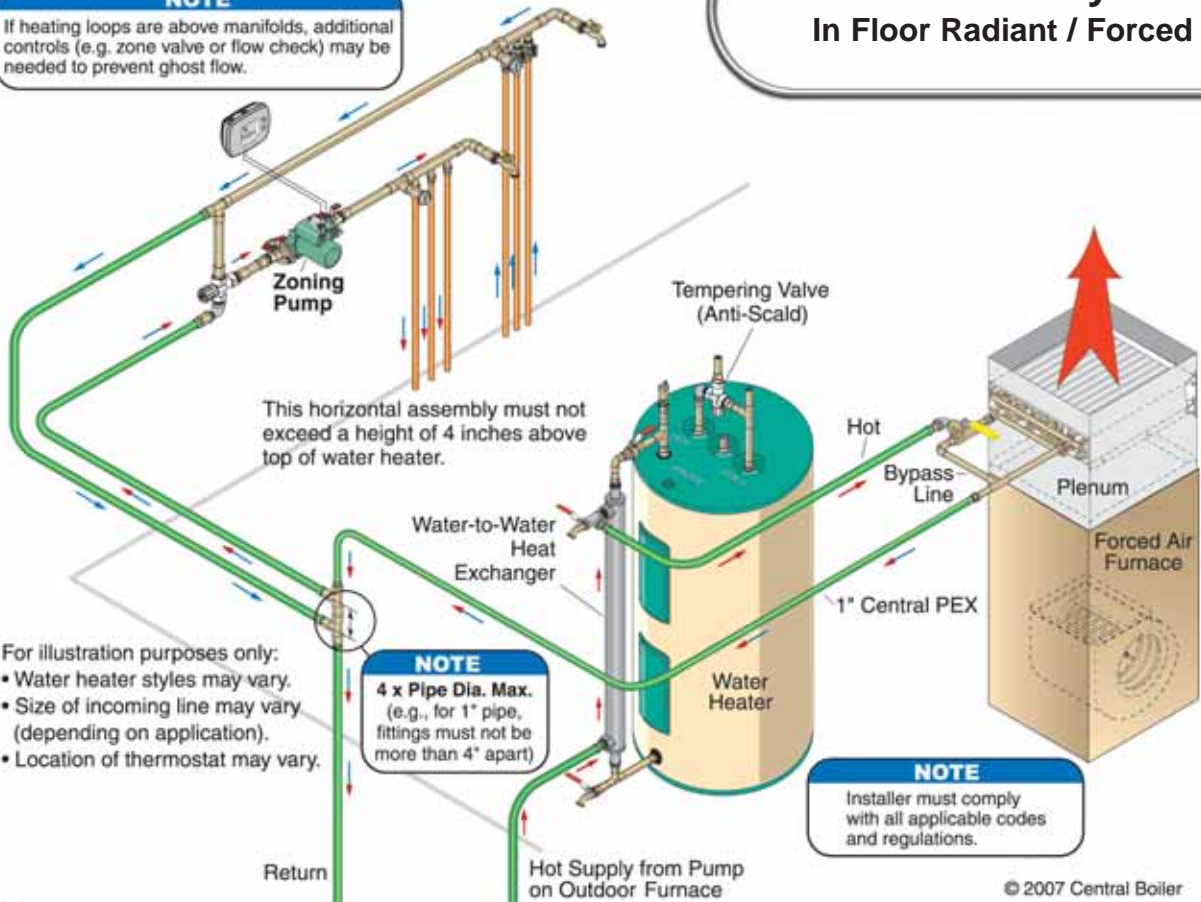 NOTE
If heating loops are above manifolds, additional
controls (e.g. zone valve or flow check) may be
needed to prevent ghost flow.
In Floor Radiant / Forced
Zoning
Pump
Tempering Valve
(Anti-Scald)
This horizontal assembly must not
exceed a height of 4 inches above
top of water heater.
Hot
Bypass
Line
Plenum
Water-to-Water
Heat
Exchanger
Forced Air
Furnace
1" Central PEX
For illustration purposes only:
• Water heater styles may vary.
• Size of incoming line may vary
(depending on application).
• Location of thermostat may vary.
NOTE
4 x Pipe Dia. Max.
(e.g., for 1" pipe,
fittings must not be
more than 4" apart)
Water
Heater
NOTE
Installer must comply
with all applicable codes
and regulations.
Return
Hot Supply from Pump
on Outdoor Furnace
© 2007 Central Boiler